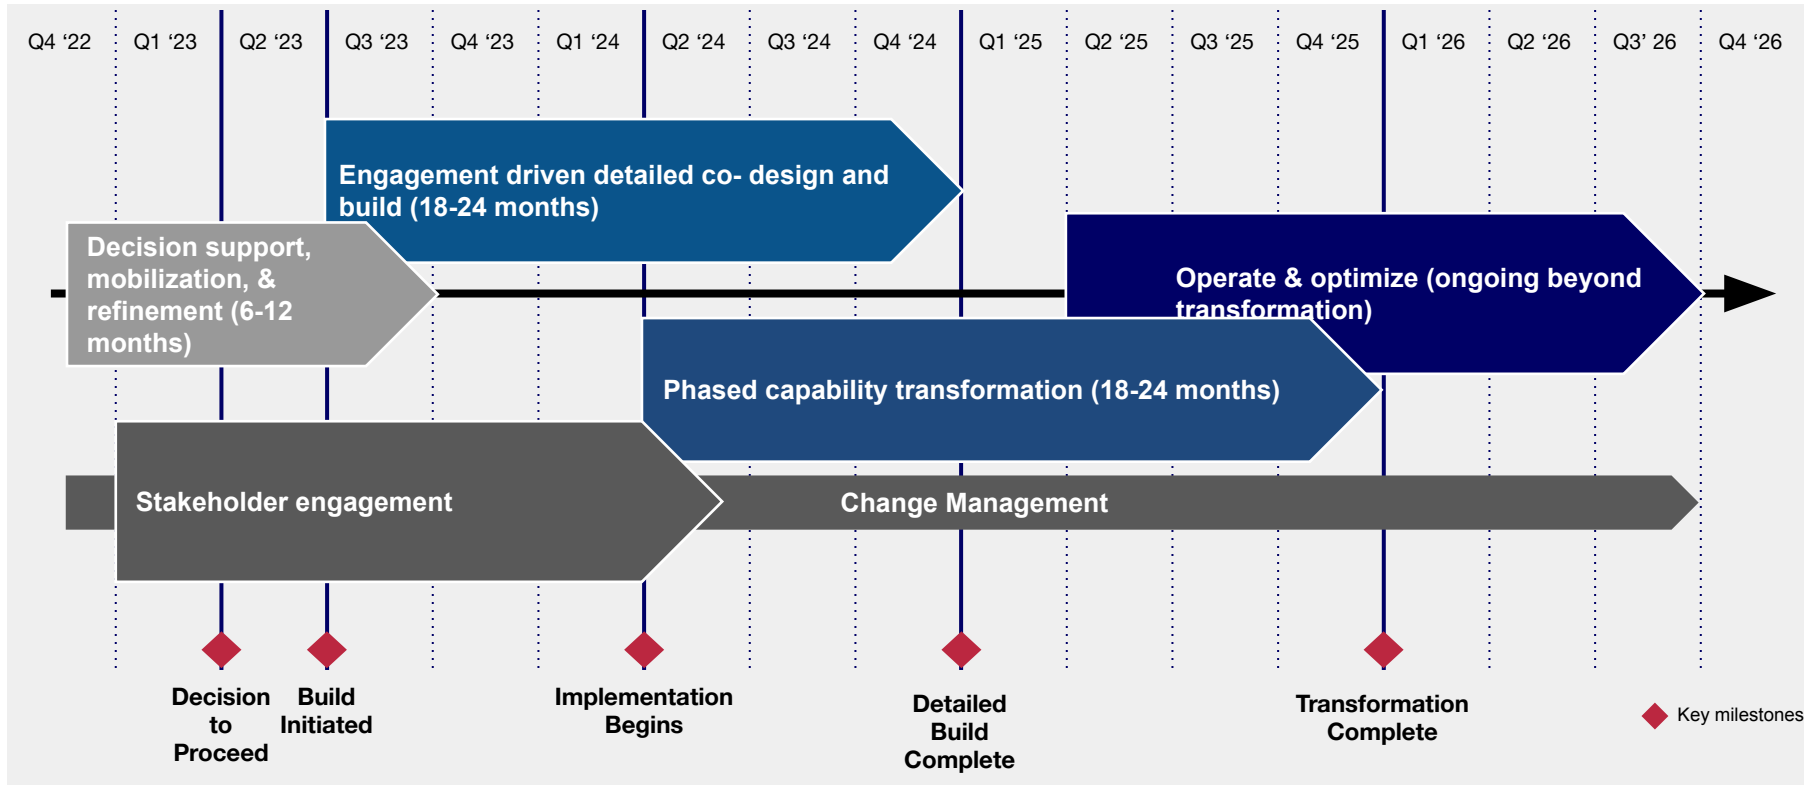 Q4 ‘22 Q1 ‘23 Q2 ‘23 Q3 ‘23 Q4 ‘23 Q1 ‘24 Q2 ‘24 Q3 ‘24 Q4 ‘24 Q1 ‘25 Q2 ‘25 Q3 ‘25 Q4 ‘25 Q1 ‘26 Q2 ‘26 Q3’ 26 Q4 ‘26
Engagement driven detailed co- design and
build (18-24 months)
Decision support,
mobilization, &
refinement (6-12
months)
Operate & optimize (ongoing beyond
transformation)
Phased capability transformation (18-24 months)
Stakeholder engagement
Change Management
Decision
to
Proceed
Build
Initiated
Implementation
Begins
Detailed
Build
Complete
Transformation
Complete
Key milestones